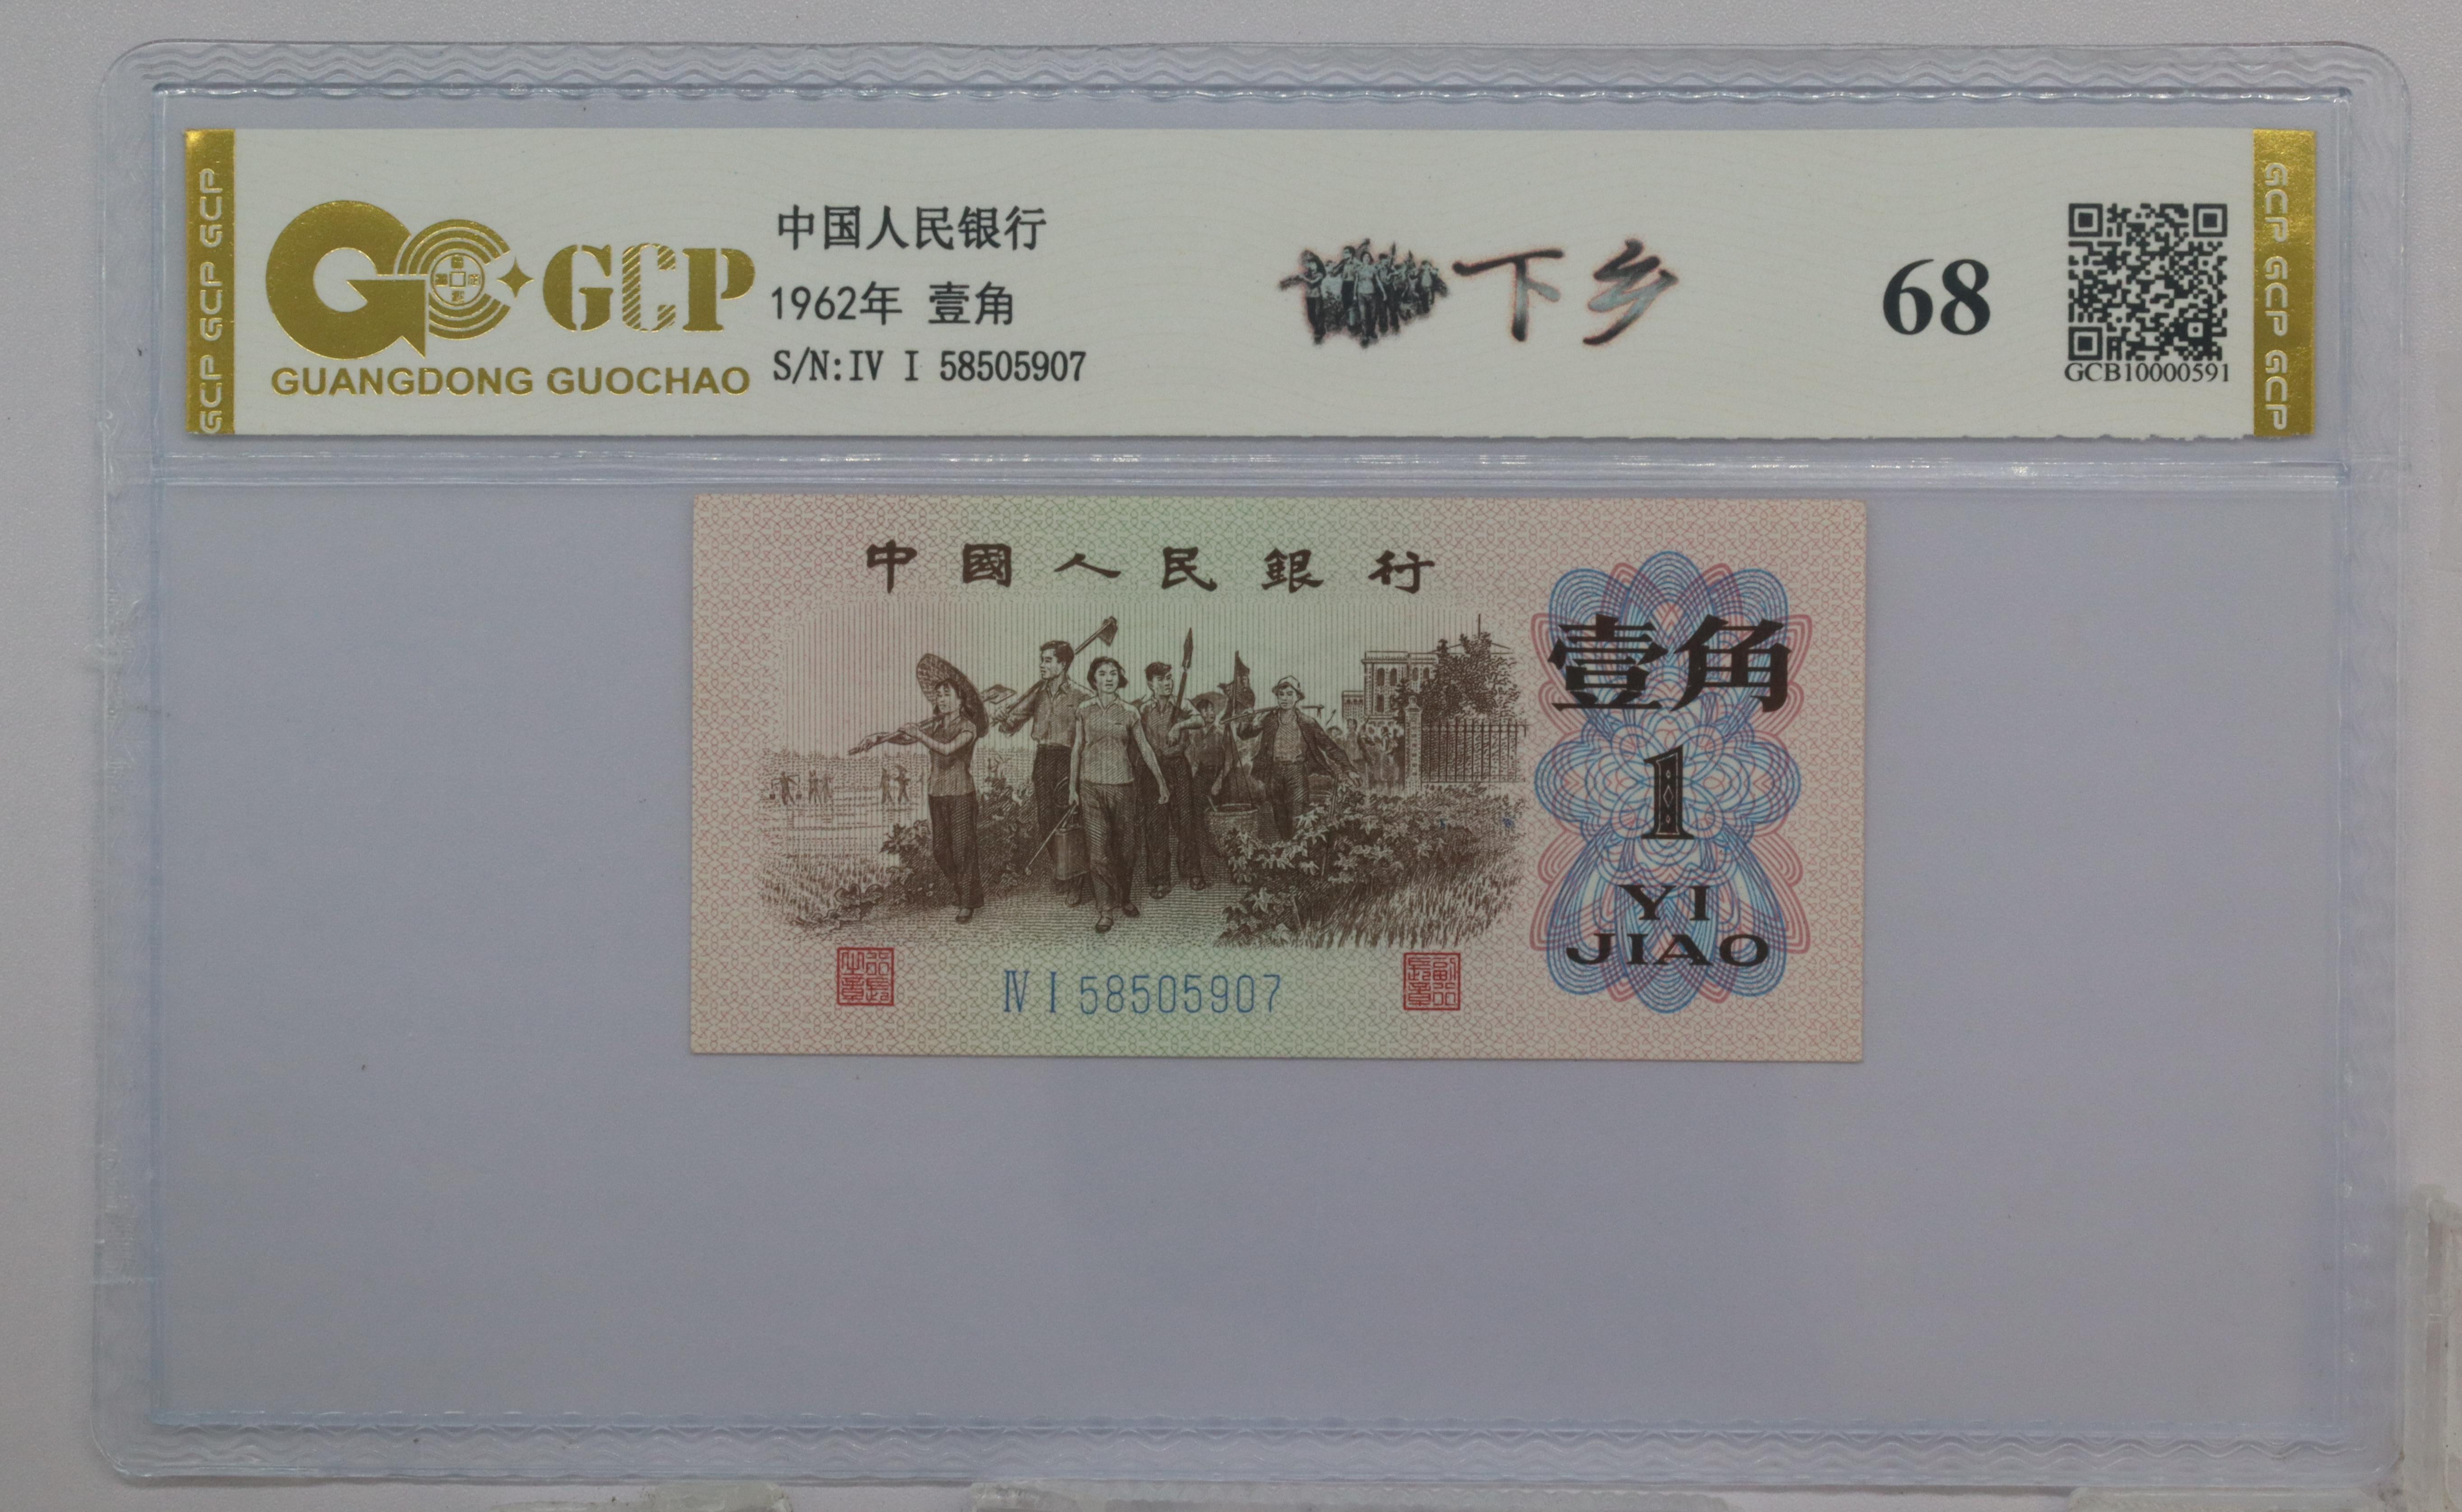 GCP GCP GCP
GCP
GUANGDONG GUOCHAO
中国人民银行
1962年 壹角
S/N:IV I 58505907
下乡
68
GCB10000591
GCP GCP GCP
中國人民銀行
壹角
1
YI
JIAO
Ⅳ Ⅰ 58505907